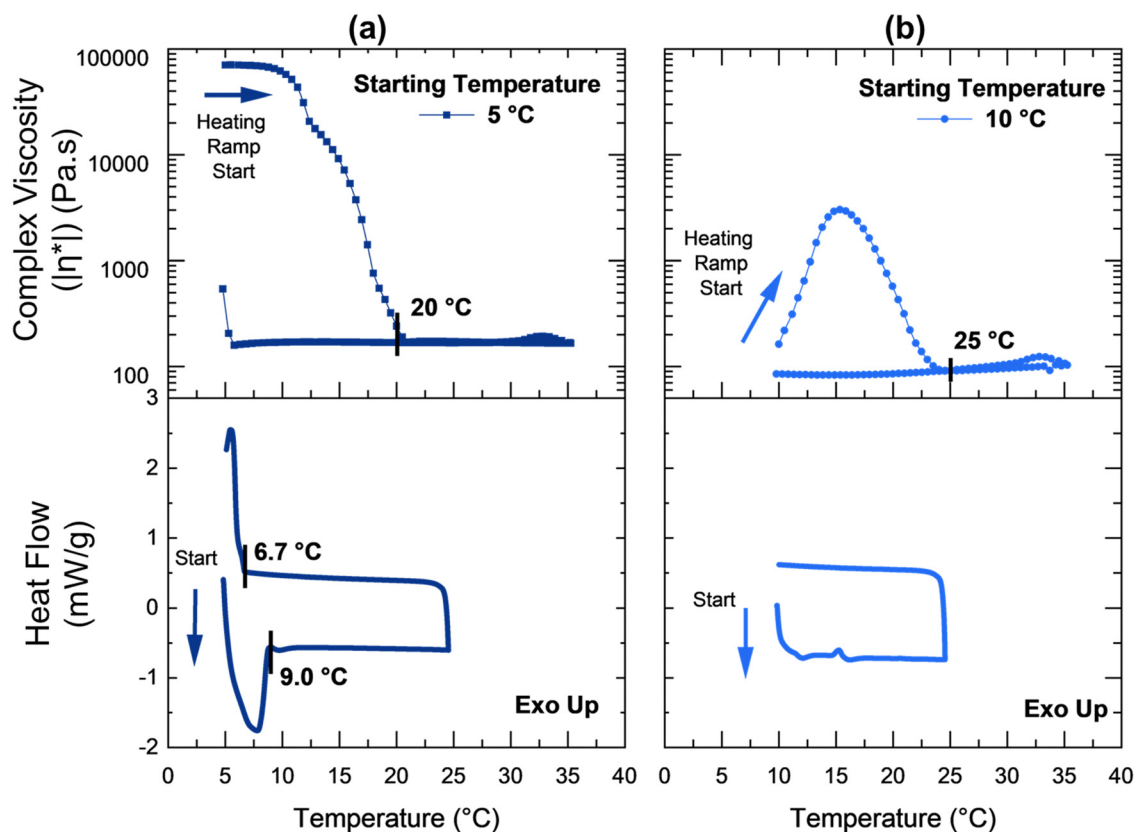 (a)
(b)
Complex Viscosity
(|η*|) (Pa.s)
100000
10000
1000
100
Heating
Ramp
Start
Starting Temperature
5 °C
20 °C
Heating
Ramp
Start
Starting Temperature
10 °C
25 °C
Heat Flow
(mW/g)
3
2
1
0
-1
-2
Start
6.7 °C
9.0 °C
Exo Up
Start
Exo Up
0 5 10 15 20 25 30 35 40
0 5 10 15 20 25 30 35 40
Temperature (°C)
Temperature (°C)